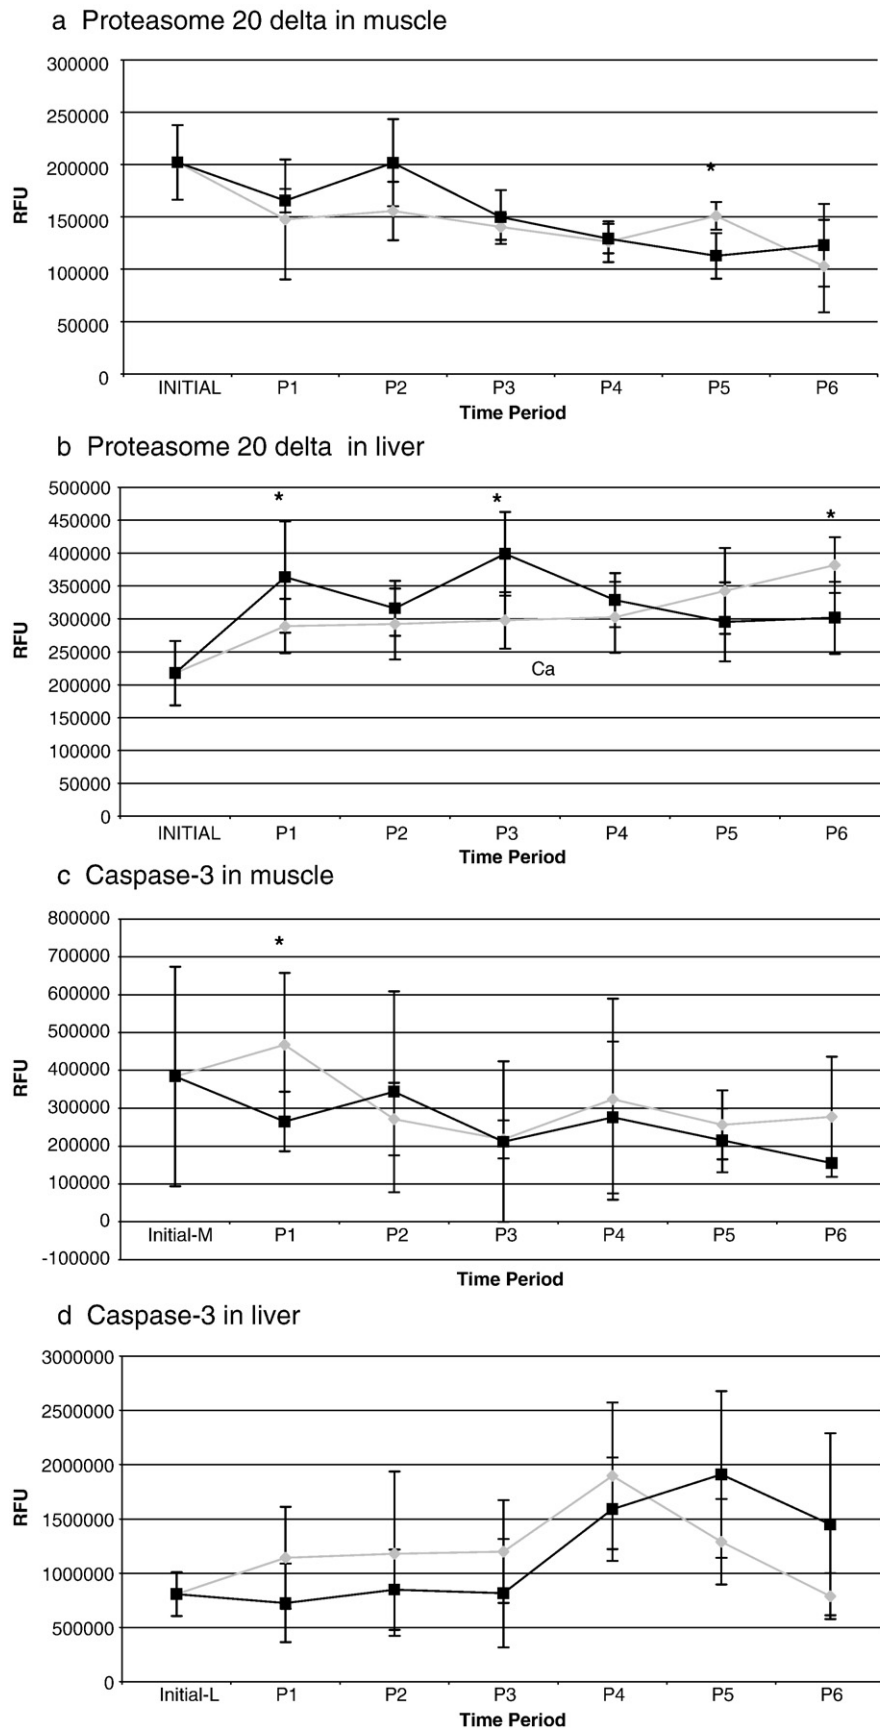 a Proteasome 20 delta in muscle
300000
250000
200000
150000
100000
50000
0
RFU
*
INITIAL P1 P2 P3 P4 P5 P6
Time Period
b Proteasome 20 delta in liver
500000
450000
400000
350000
300000
250000
200000
150000
100000
50000
0
RFU
* * *
Ca
INITIAL P1 P2 P3 P4 P5 P6
Time Period
c Caspase-3 in muscle
800000
700000
600000
500000
400000
300000
200000
100000
0
-100000
RFU
*
Initial-M P1 P2 P3 P4 P5 P6
Time Period
d Caspase-3 in liver
3000000
2500000
2000000
1500000
1000000
500000
0
RFU
Initial-L P1 P2 P3 P4 P5 P6
Time Period